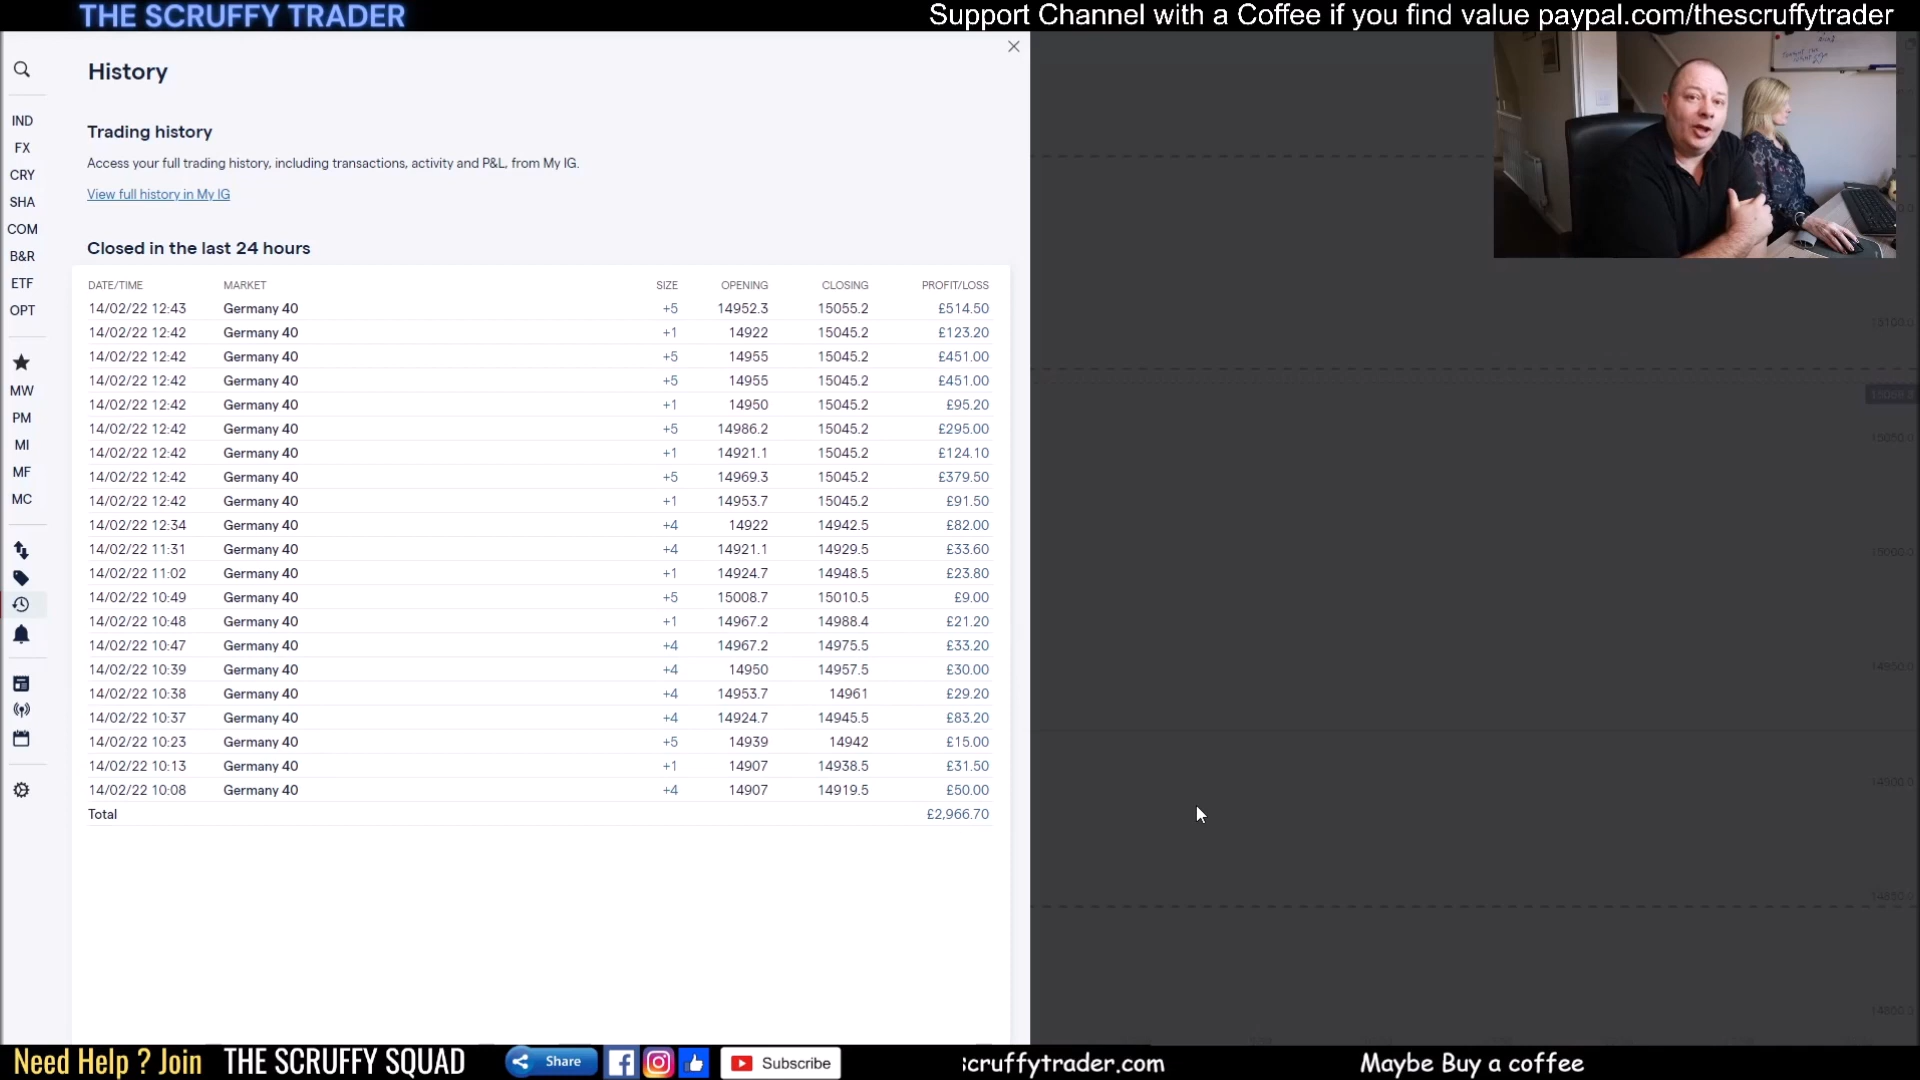 THE SCRUFFY TRADER
Support Channel with a Coffee if you find value paypal.com/thescruffytrader
History
Trading history
Access your full trading history, including transactions, activity and P&L, from My IG.
View full history in My IG
Closed in the last 24 hours
DATE/TIME MARKET SIZE OPENING CLOSING PROFIT/LOSS
14/02/22 12:43 Germany 40 +5 14952.3 15055.2 £514.50
14/02/22 12:42 Germany 40 +1 14922 15045.2 £123.20
14/02/22 12:42 Germany 40 +5 14955 15045.2 £451.00
14/02/22 12:42 Germany 40 +5 14955 15045.2 £451.00
14/02/22 12:42 Germany 40 +1 14950 15045.2 £95.20
14/02/22 12:42 Germany 40 +5 14986.2 15045.2 £295.00
14/02/22 12:42 Germany 40 +1 14921.1 15045.2 £124.10
14/02/22 12:42 Germany 40 +5 14969.3 15045.2 £379.50
14/02/22 12:42 Germany 40 +1 14953.7 15045.2 £91.50
14/02/22 12:34 Germany 40 +4 14922 14942.5 £82.00
14/02/22 11:31 Germany 40 +4 14921.1 14929.5 £33.60
14/02/22 11:02 Germany 40 +1 14924.7 14948.5 £23.80
14/02/22 10:49 Germany 40 +5 15008.7 15010.5 £9.00
14/02/22 10:48 Germany 40 +1 14967.2 14988.4 £21.20
14/02/22 10:47 Germany 40 +4 14967.2 14975.5 £33.20
14/02/22 10:39 Germany 40 +4 14950 14957.5 £30.00
14/02/22 10:38 Germany 40 +4 14953.7 14961 £29.20
14/02/22 10:37 Germany 40 +4 14924.7 14945.5 £83.20
14/02/22 10:23 Germany 40 +5 14939 14942 £15.00
14/02/22 10:13 Germany 40 +1 14907 14938.5 £31.50
14/02/22 10:08 Germany 40 +4 14907 14919.5 £50.00
Total £2,966.70
IND
FX
CRY
SHA
COM
B&R
ETF
OPT
MW
PM
MI
MF
MC
15100.0
15050.0
15000.0
14950.0
14900.0
14850.0
14800.0
Need Help ? Join THE SCRUFFY SQUAD
Share
Subscribe
scruffytrader.com
Maybe Buy a coffee